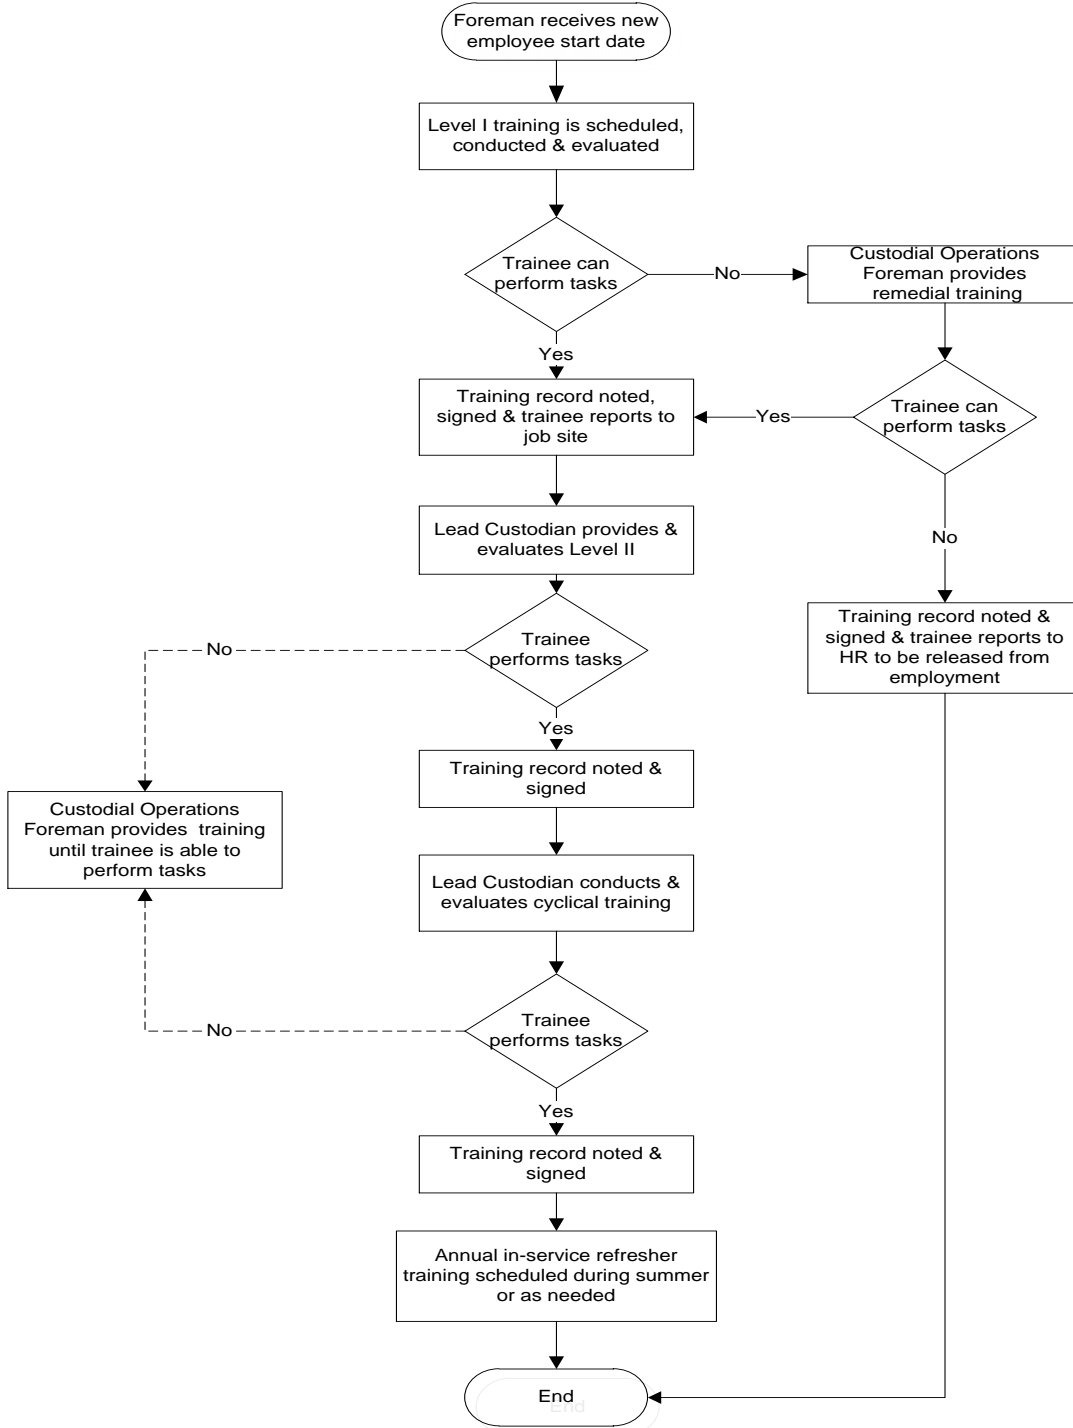 Foreman receives new
employee start date
Level I training is scheduled,
conducted & evaluated
Trainee can
perform tasks
No
Custodial Operations
Foreman provides
remedial training
Yes
Training record noted,
signed & trainee reports to
job site
Yes
Trainee can
perform tasks
Lead Custodian provides &
evaluates Level II
No
Trainee
performs tasks
No
Training record noted &
signed & trainee reports to
HR to be released from
employment
Yes
Training record noted &
signed
Custodial Operations
Foreman provides  training
until trainee is able to
perform tasks
Lead Custodian conducts &
evaluates cyclical training
Trainee
performs tasks
No
Yes
Training record noted &
signed
Annual in-service refresher
training scheduled during summer
or as needed
End
End